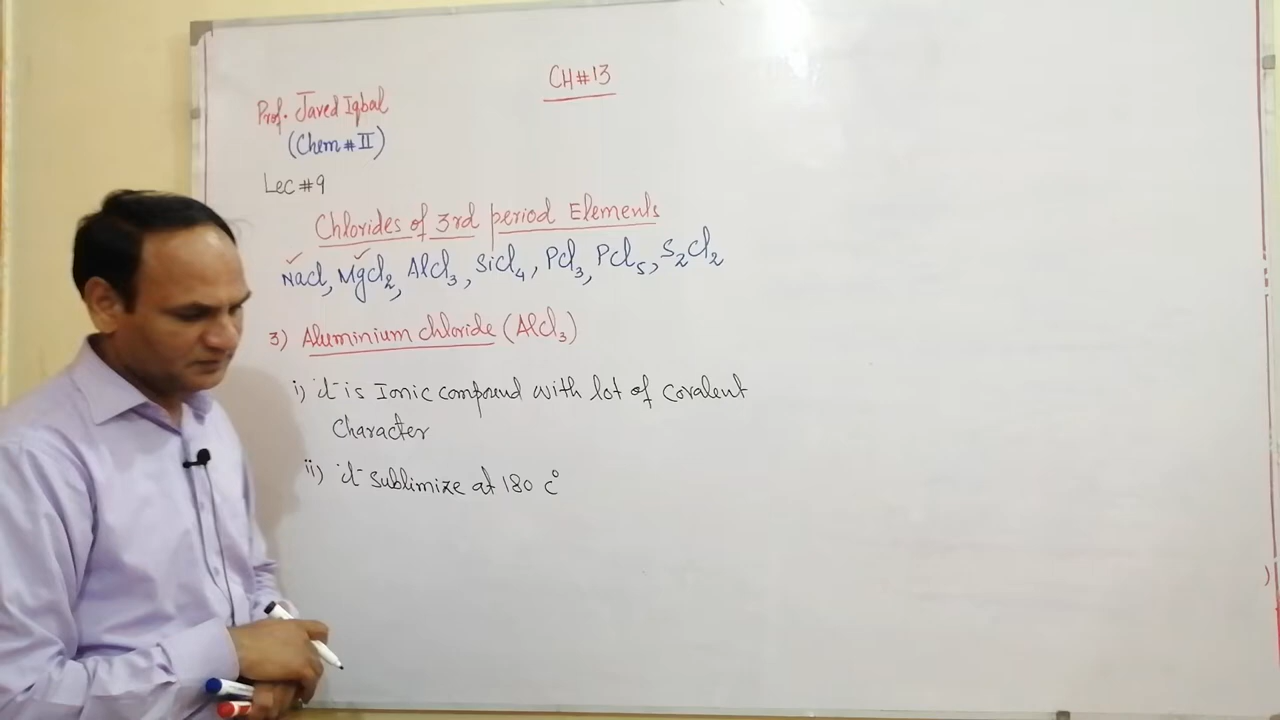 CH#13
Prof. Javed Iqbal
(Chem # II)
Lec #9
Chlorides of 3rd period Elements
NaCl, MgCl2, AlCl3, SiCl4, PCl3, PCl5, S2Cl2
3) Aluminium chloride (AlCl3)
i) it is Ionic compound with lot of covalent
Character
ii) it sublimize at 180 c°